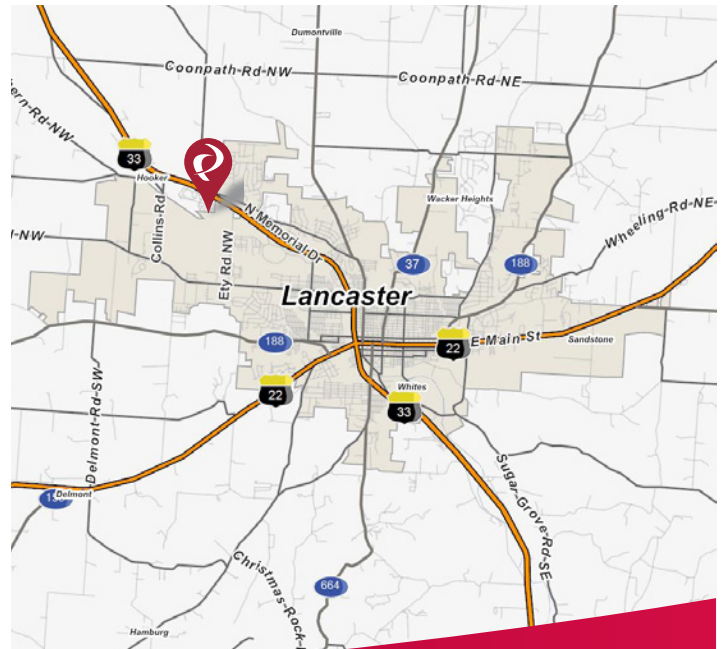 Dumontville
Coonpath-Rd-NW
Coonpath-Rd-NE
ern-Rd-NW
33
Hooker
Collins-Rd
Wacker Heights
N Memorial Dr
Ety Rd NW
-NW
Wheeling-Rd-NE
37
188
Lancaster
188
E Main St
22
Sandstone
22
Whites
33
Delmont-Rd-SW
Delmont
Sugar-Grove-Rd-SE
Christmas-Rock-
664
Hamburg